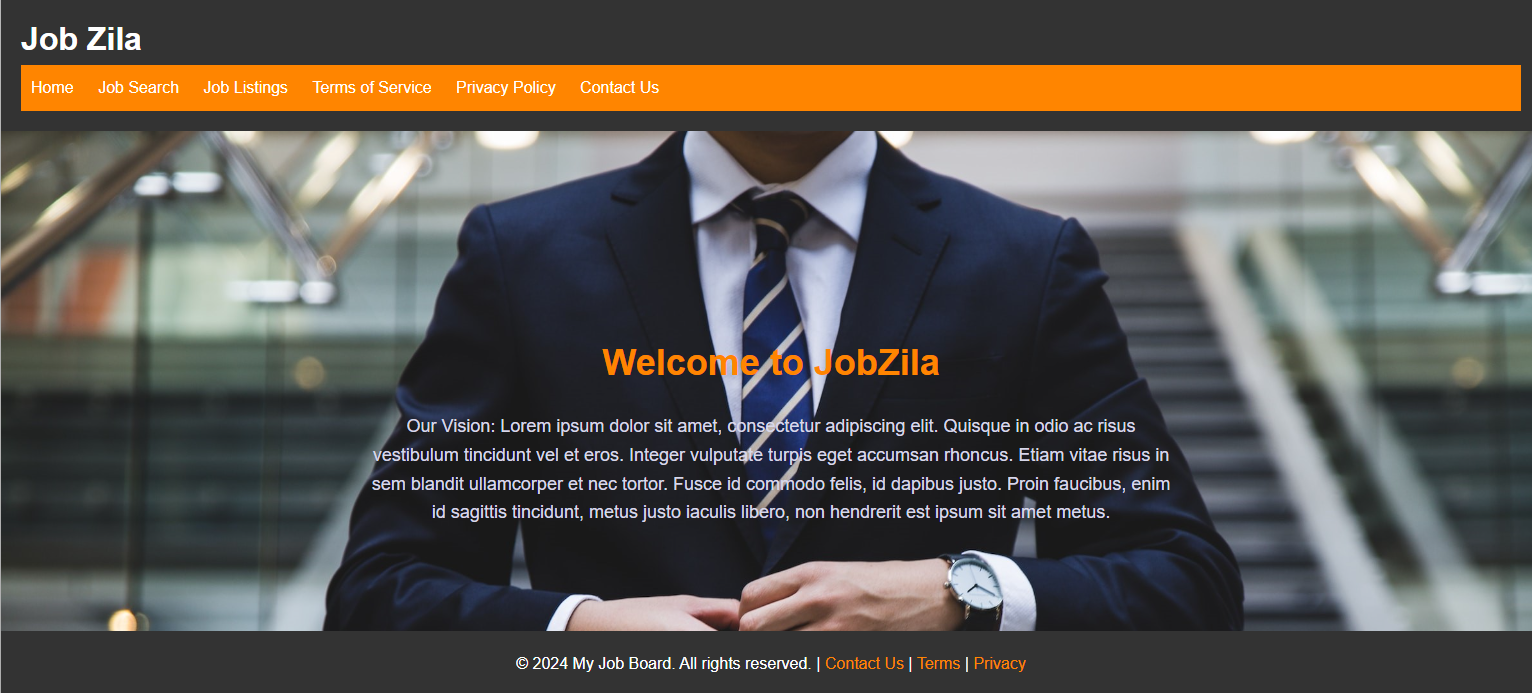 Job Zila
Home Job Search Job Listings Terms of Service Privacy Policy Contact Us
Welcome to JobZila
Our Vision: Lorem ipsum dolor sit amet, consectetur adipiscing elit. Quisque in odio ac risus
vestibulum tincidunt vel et eros. Integer vulputate turpis eget accumsan rhoncus. Etiam vitae risus in
sem blandit ullamcorper et nec tortor. Fusce id commodo felis, id dapibus justo. Proin faucibus, enim
id sagittis tincidunt, metus justo iaculis libero, non hendrerit est ipsum sit amet metus.
© 2024 My Job Board. All rights reserved. | Contact Us | Terms | Privacy